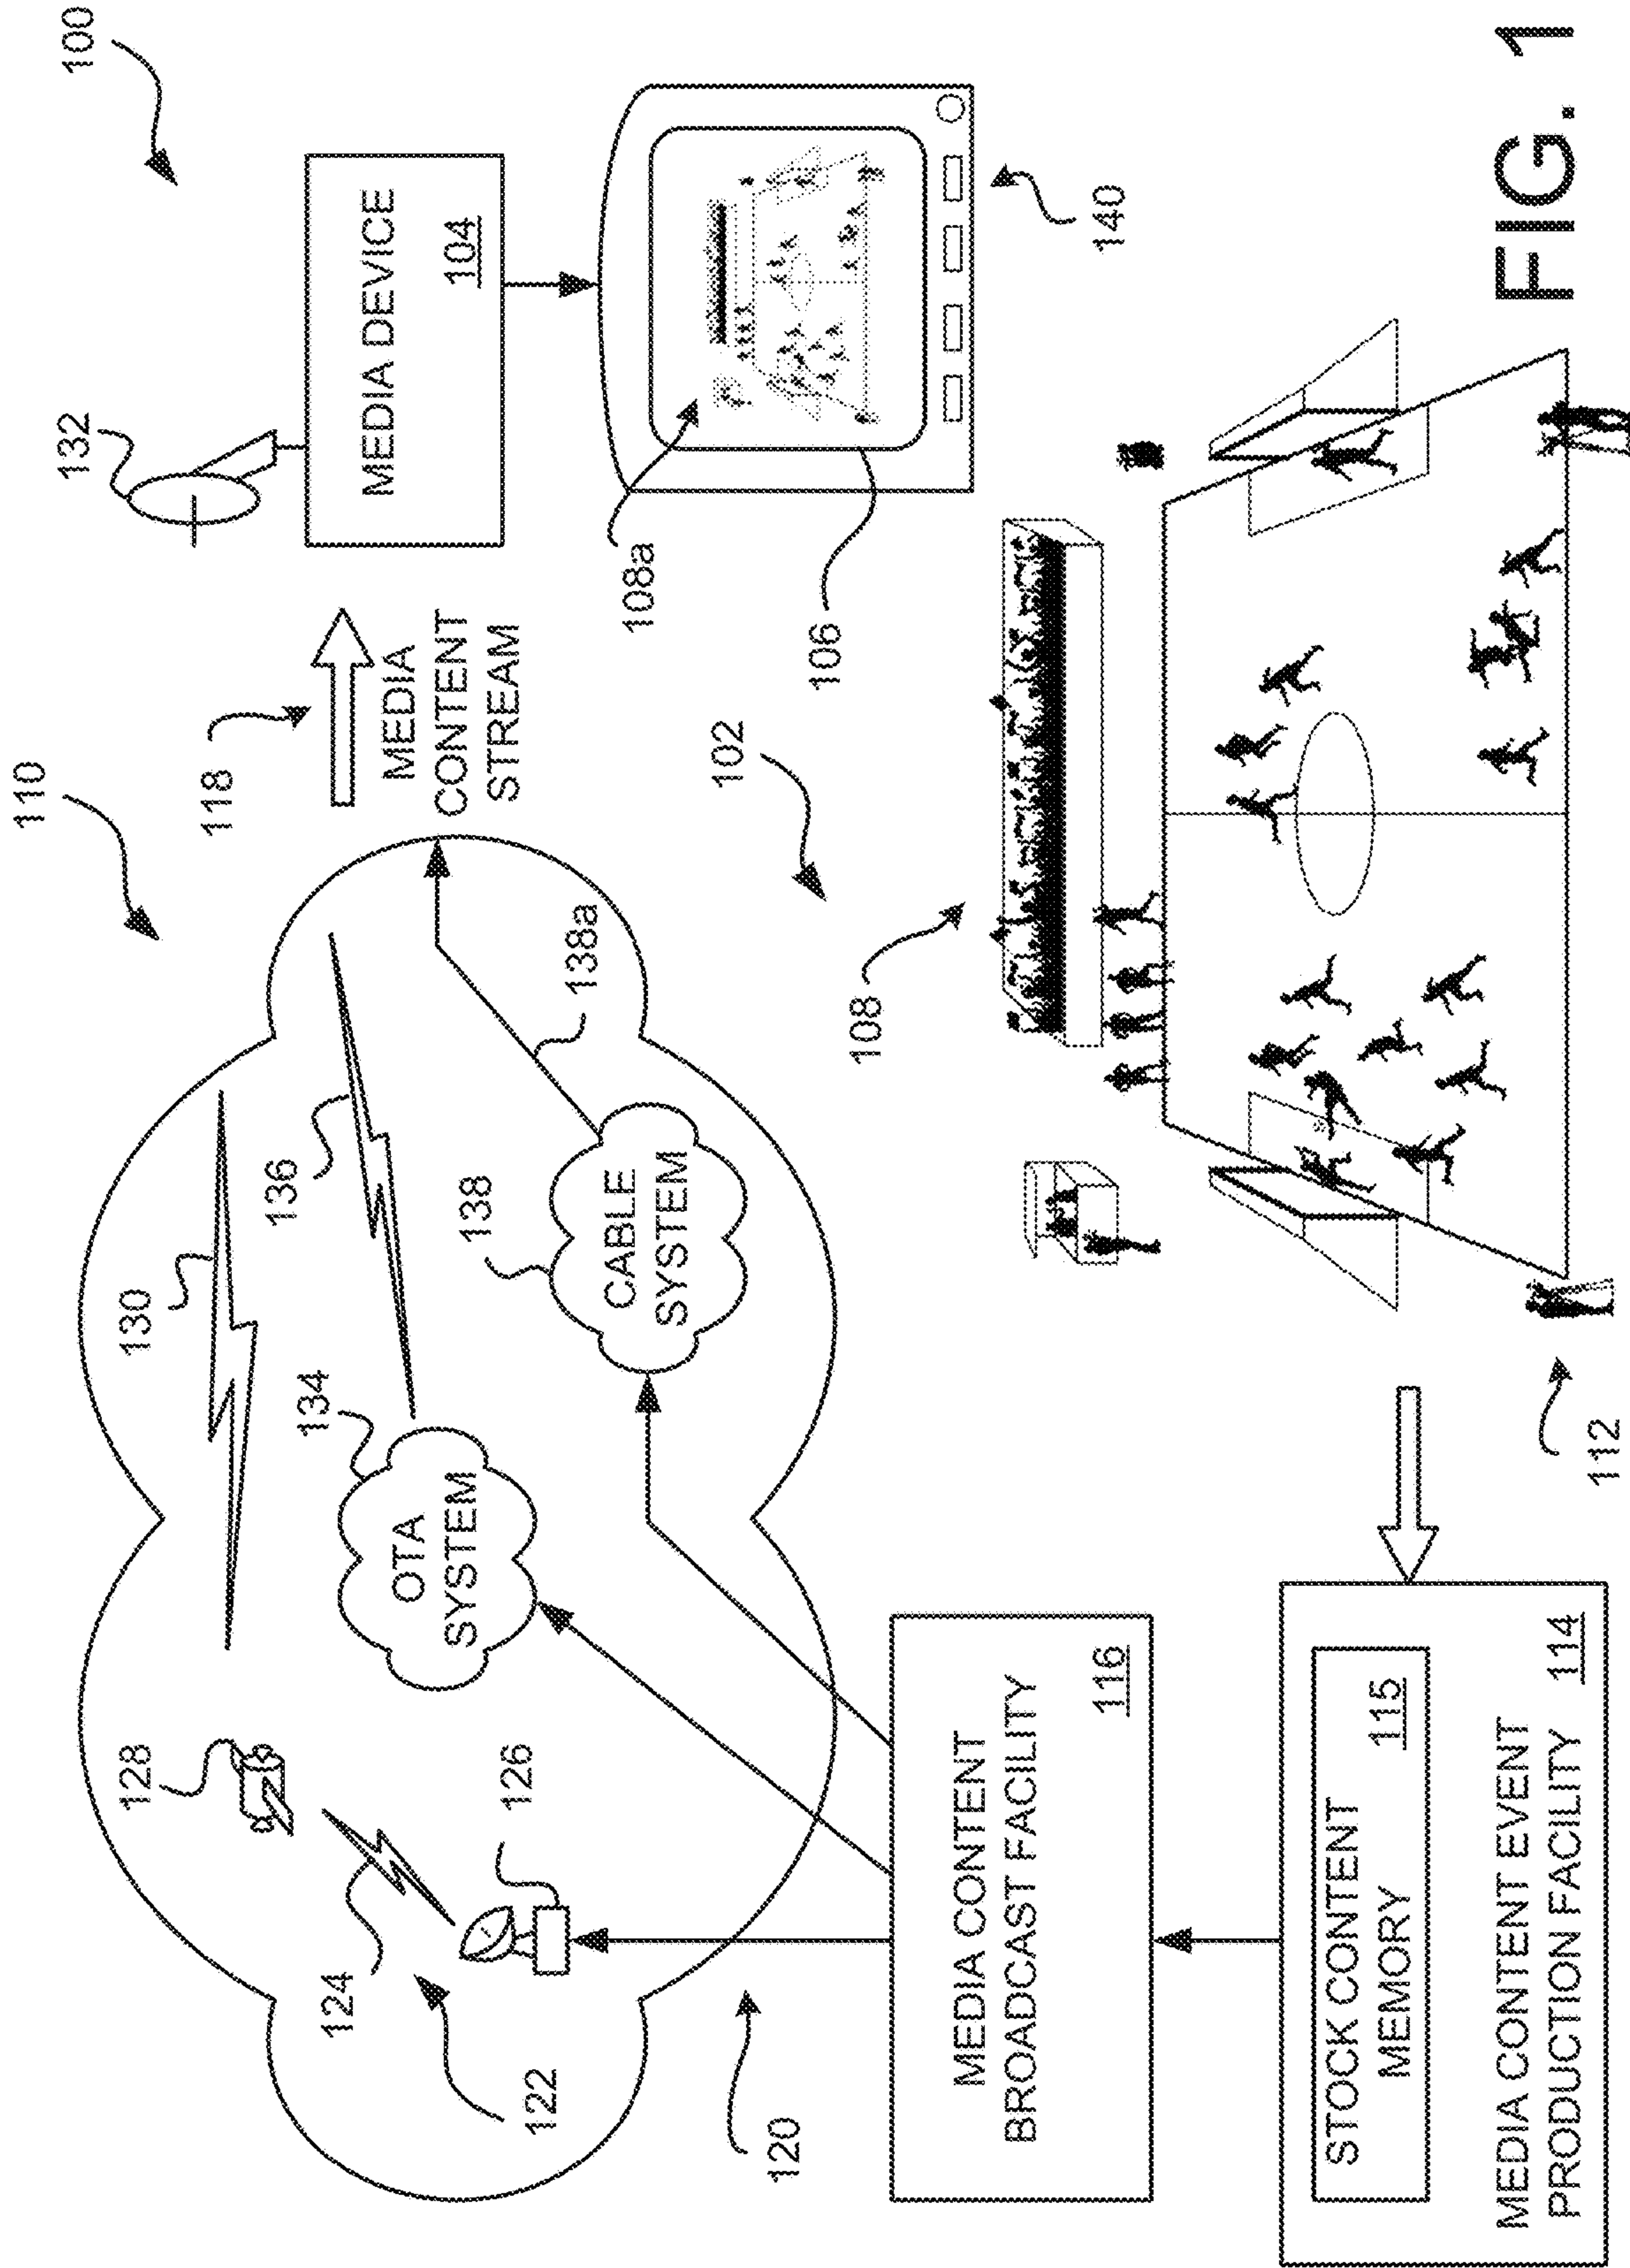 110
100
118
132
130
128
136
134
124
126
138
138a
122
120
OTA
SYSTEM
CABLE
SYSTEM
MEDIA
CONTENT
STREAM
MEDIA DEVICE
104
108a
106
140
102
108
MEDIA CONTENT
BROADCAST FACILITY
116
STOCK CONTENT
MEMORY
115
MEDIA CONTENT EVENT
PRODUCTION FACILITY
114
112
FIG. 1